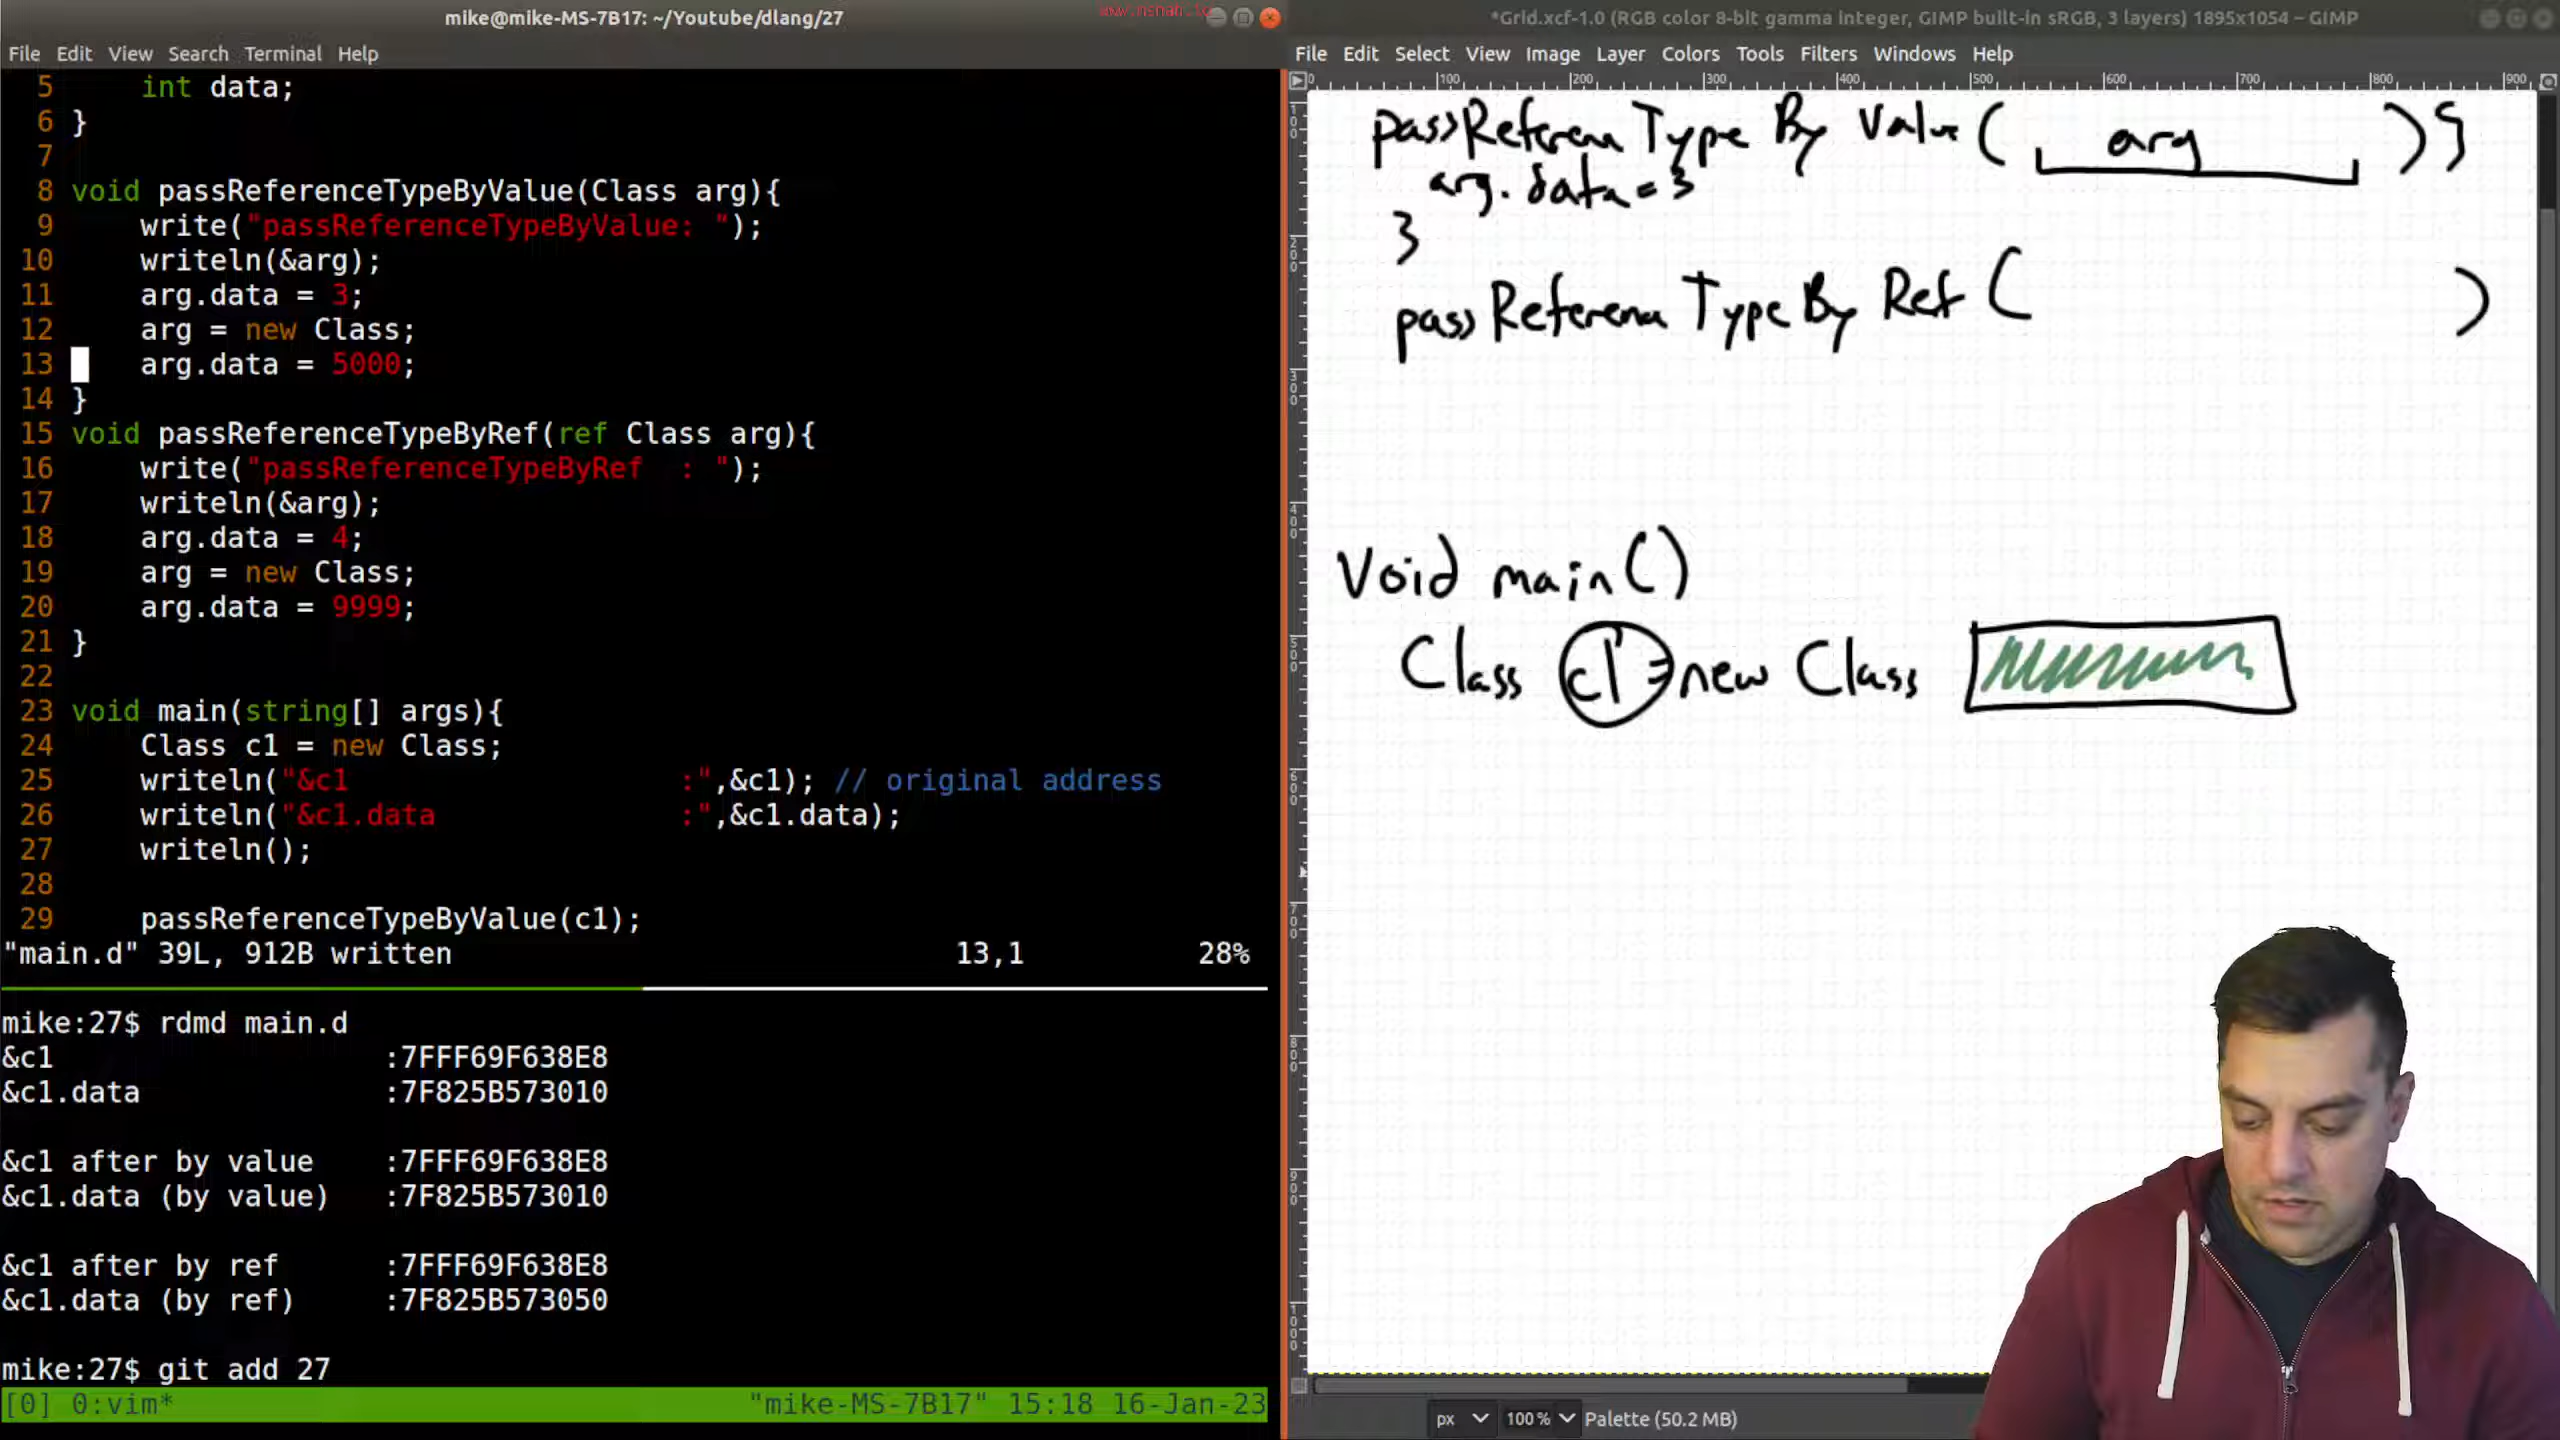 mike@mike-MS-7B17: ~/Youtube/dlang/27
File Edit View Search Terminal Help
5     int data;
6 }
7
8 void passReferenceTypeByValue(Class arg){
9     write("passReferenceTypeByValue: ");
10     writeln(&arg);
11     arg.data = 3;
12     arg = new Class;
13     arg.data = 5000;
14 }
15 void passReferenceTypeByRef(ref Class arg){
16     write("passReferenceTypeByRef  : ");
17     writeln(&arg);
18     arg.data = 4;
19     arg = new Class;
20     arg.data = 9999;
21 }
22
23 void main(string[] args){
24     Class c1 = new Class;
25     writeln("&c1                   :",&c1); // original address
26     writeln("&c1.data              :",&c1.data);
27     writeln();
28
29     passReferenceTypeByValue(c1);
"main.d" 39L, 912B written 13,1 28%
mike:27$ rdmd main.d
&c1 :7FFF69F638E8
&c1.data :7F825B573010
&c1 after by value :7FFF69F638E8
&c1.data (by value) :7F825B573010
&c1 after by ref :7FFF69F638E8
&c1.data (by ref) :7F825B573050
mike:27$ git add 27
[0] 0:vim* "mike-MS-7B17" 15:18 16-Jan-23
*Grid.xcf-1.0 (RGB color 8-bit gamma integer, GIMP built-in sRGB, 3 layers) 1895x1054 – GIMP
File Edit Select View Image Layer Colors Tools Filters Windows Help
0 100 200 300 400 500 600 700 800 900
passReferenceTypeByValue( arg ){
arg.data = 3
}
passReferenceTypeByRef( )
Void main()
Class c1 = new Class
px 100 % Palette (50.2 MB)